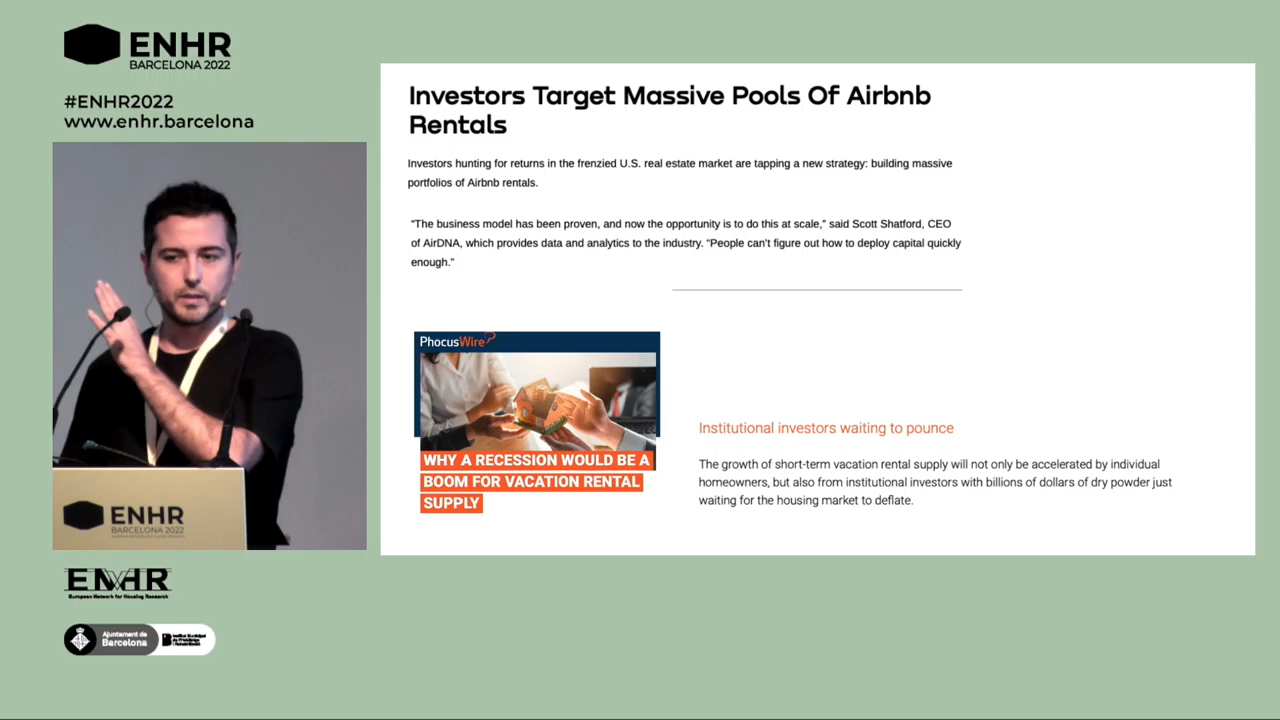 ENHR
BARCELONA 2022
#ENHR2022
www.enhr.barcelona
Investors Target Massive Pools Of Airbnb
Rentals
Investors hunting for returns in the frenzied U.S. real estate market are tapping a new strategy: building massive
portfolios of Airbnb rentals.
“The business model has been proven, and now the opportunity is to do this at scale,” said Scott Shatford, CEO
of AirDNA, which provides data and analytics to the industry. “People can’t figure out how to deploy capital quickly
enough.”
PhocusWire
WHY A RECESSION WOULD BE A
BOOM FOR VACATION RENTAL
SUPPLY
Institutional investors waiting to pounce
The growth of short-term vacation rental supply will not only be accelerated by individual
homeowners, but also from institutional investors with billions of dollars of dry powder just
waiting for the housing market to deflate.
ENHR
BARCELONA 2022
ENHR
European Network for Housing Research
Ajuntament de
Barcelona